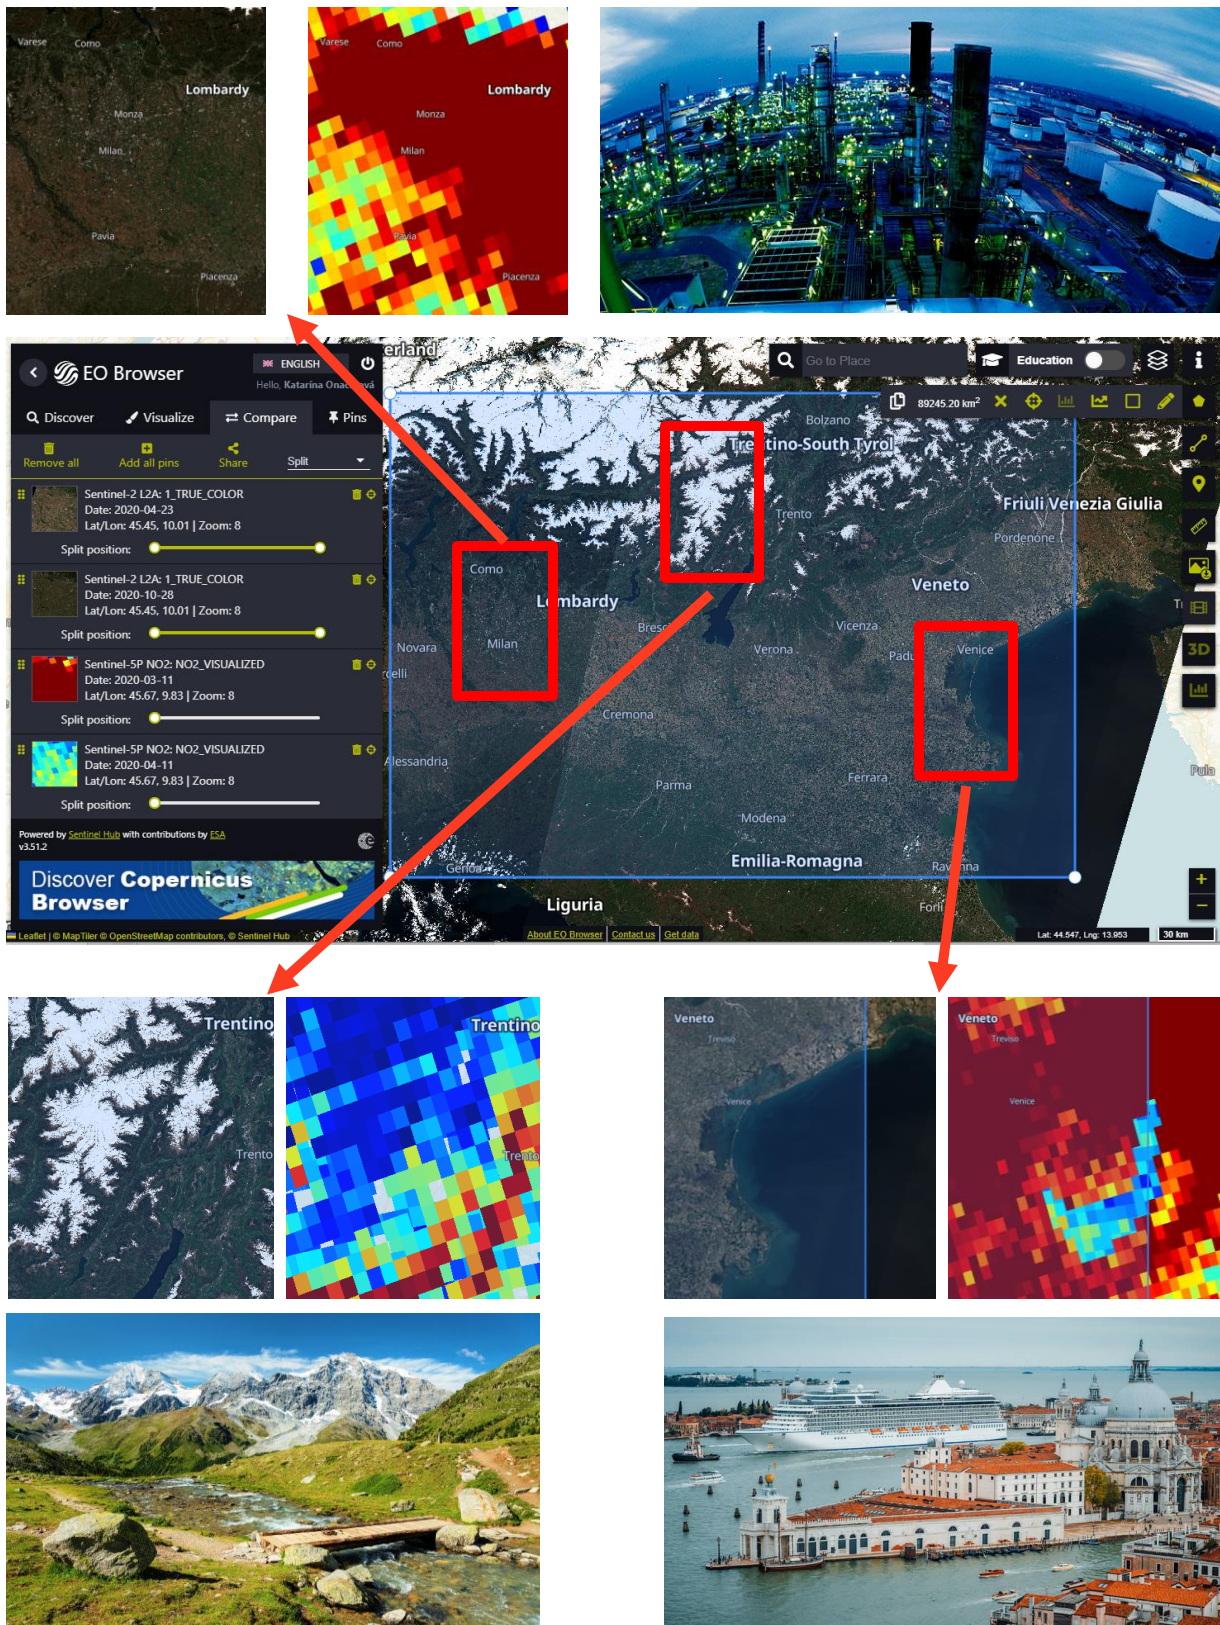 Varese
Como
Lombardy
Monza
Milan
Pavia
Piacenza
Varese
Como
Lombardy
Monza
Milan
Pavia
Piacenza
EO Browser
ENGLISH
Hello, Katarína
Discover
Visualize
Compare
Pins
Remove all
Add all pins
Share
Split
Sentinel-2 L2A: 1_TRUE_COLOR
Date: 2020-04-23
Lat/Lon: 45.45, 10.01 | Zoom: 8
Split position:
Sentinel-2 L2A: 1_TRUE_COLOR
Date: 2020-10-28
Lat/Lon: 45.45, 10.01 | Zoom: 8
Split position:
Sentinel-5P NO2: NO2_VISUALIZED
Date: 2020-03-11
Lat/Lon: 45.67, 9.83 | Zoom: 8
Split position:
Sentinel-5P NO2: NO2_VISUALIZED
Date: 2020-04-11
Lat/Lon: 45.67, 9.83 | Zoom: 8
Split position:
Powered by Sentinel Hub with contributions by ESA
v3.51.2
Discover Copernicus
Browser
Leaflet | © MapTiler © OpenStreetMap contributors, © Sentinel Hub
erland
Go to Place
Education
89245.20 km²
Bolzano
Trentino-South Tyrol
Trento
Friuli Venezia Giulia
Pordenone
Como
Lombardy
Veneto
Milan
Novara
Bresc
Verona
Vicenza
Padu
Venice
3D
Cremona
Alessandria
Parma
Ferrara
Pula
Modena
Emilia-Romagna
Genoa
Ravenna
Liguria
Forlì
About EO Browser
Contact us
Get data
Lat: 44.547, Lng: 13.953
30 km
Trentino
Trento
Trentino
Trento
Veneto
Treviso
Venice
Veneto
Treviso
Venice